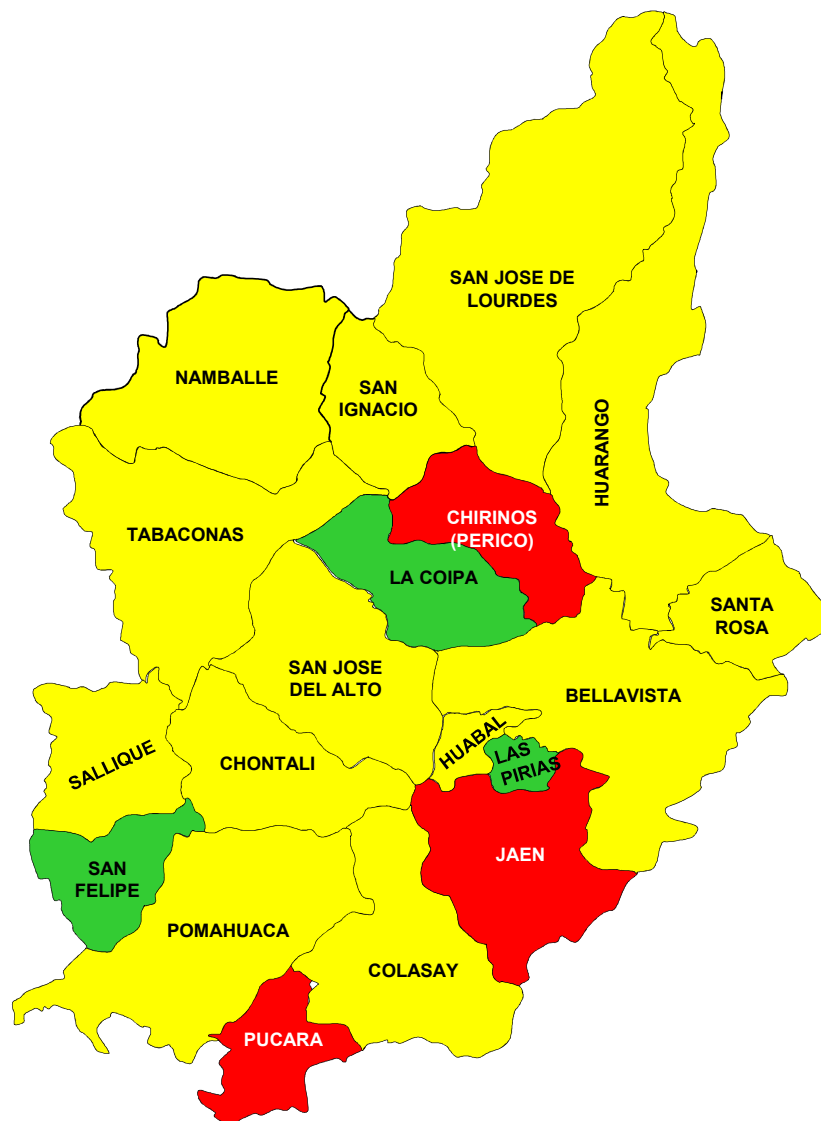 SAN JOSE DE
LOURDES
NAMBALLE
SAN
IGNACIO
HUARANGO
CHIRINOS
(PERICO)
TABACONAS
LA COIPA
SANTA
ROSA
SAN JOSE
DEL ALTO
BELLAVISTA
HUABAL
SALLIQUE
CHONTALI
LAS
PIRIAS
JAEN
SAN
FELIPE
POMAHUACA
COLASAY
PUCARA